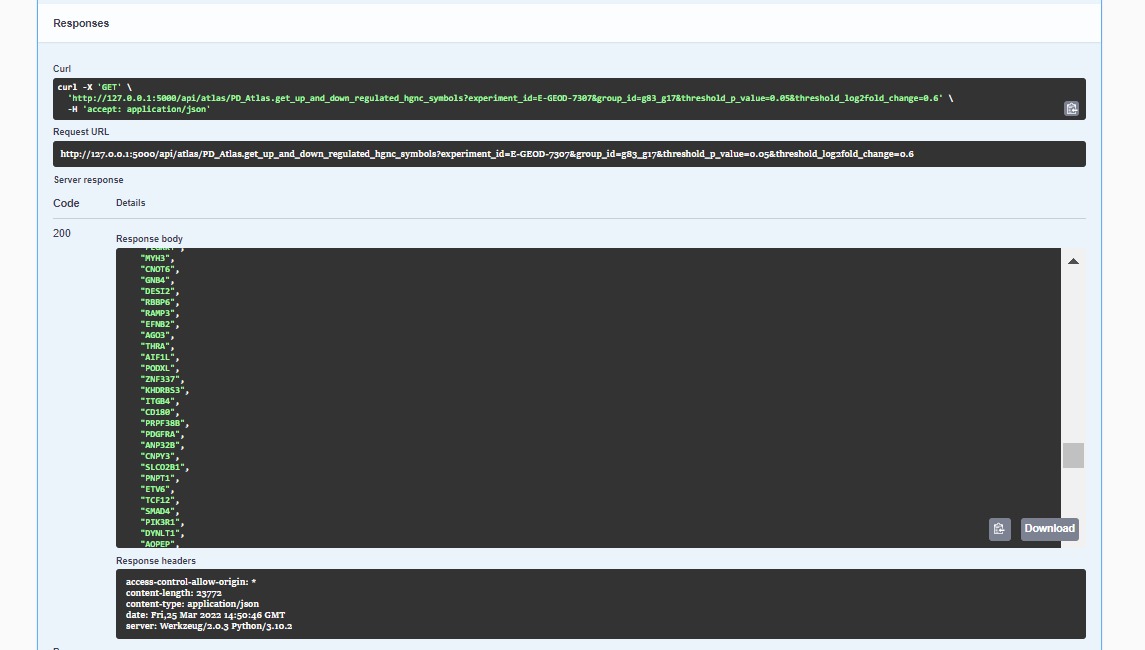 Responses
Curl
curl -X 'GET' \
'http://127.0.0.1:5000/api/atlas/PD_Atlas.get_up_and_down_regulated_hgnc_symbols?experiment_id=E-GEOD-7307&group_id=g83_g17&threshold_p_value=0.05&threshold_log2fold_change=0.6' \
-H 'accept: application/json'
Request URL
http://127.0.0.1:5000/api/atlas/PD_Atlas.get_up_and_down_regulated_hgnc_symbols?experiment_id=E-GEOD-7307&group_id=g83_g17&threshold_p_value=0.05&threshold_log2fold_change=0.6
Server response
Code Details
200
Response body
"MYH3",
"CNOT6",
"GNB4",
"DESI2",
"RBBP6",
"RAMP3",
"EFNB2",
"AGO3",
"THRA",
"AIF1L",
"PODXL",
"ZNF337",
"KHDRBS3",
"ITGB4",
"CD180",
"PRPF38B",
"PDGFRA",
"ANP32B",
"CNPY3",
"SLCO2B1",
"PNPT1",
"ETV6",
"TCF12",
"SMAD4",
"PIK3R1",
"DYNLT1",
"AOPEP",
Download
Response headers
access-control-allow-origin: *
content-length: 23772
content-type: application/json
date: Fri,25 Mar 2022 14:50:46 GMT
server: Werkzeug/2.0.3 Python/3.10.2